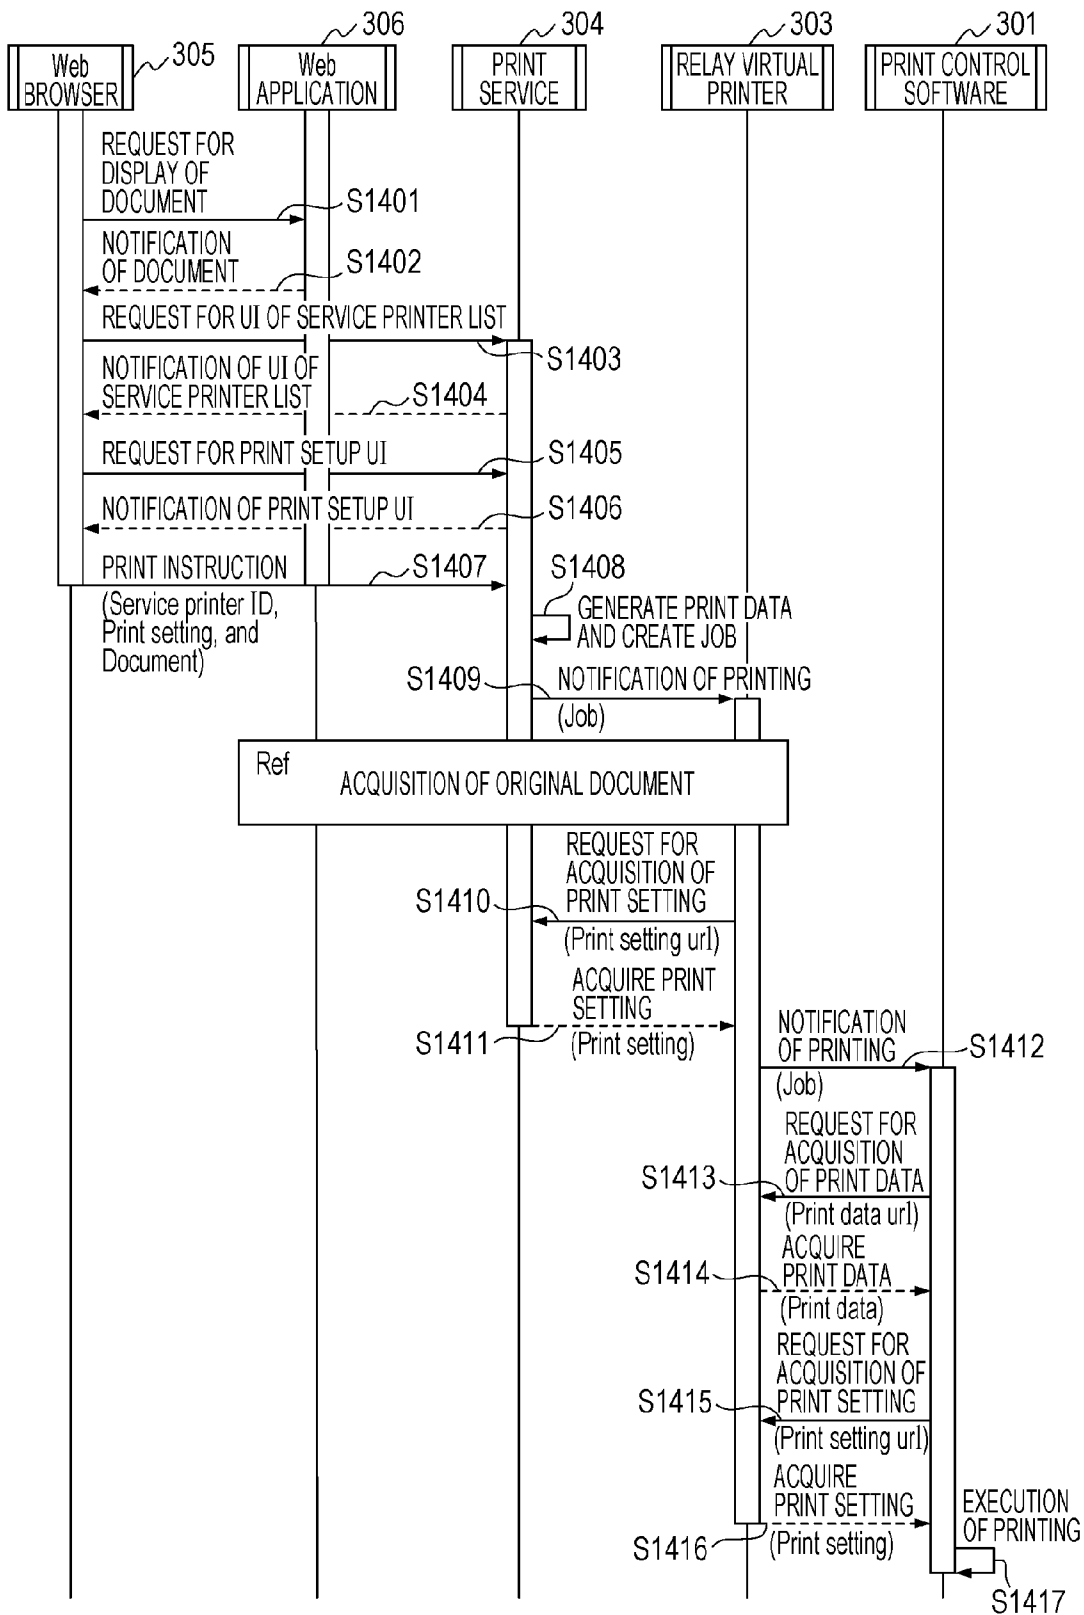 305
306
304
303
301
Web
BROWSER
Web
APPLICATION
PRINT
SERVICE
RELAY VIRTUAL
PRINTER
PRINT CONTROL
SOFTWARE
REQUEST FOR
DISPLAY OF
DOCUMENT
S1401
NOTIFICATION
OF DOCUMENT
S1402
REQUEST FOR UI OF SERVICE PRINTER LIST
S1403
NOTIFICATION OF UI OF
SERVICE PRINTER LIST
S1404
REQUEST FOR PRINT SETUP UI
S1405
NOTIFICATION OF PRINT SETUP UI
S1406
PRINT INSTRUCTION
S1407
(Service printer ID,
Print setting, and
Document)
S1408
GENERATE PRINT DATA
AND CREATE JOB
S1409
NOTIFICATION OF PRINTING
(Job)
Ref
ACQUISITION OF ORIGINAL DOCUMENT
REQUEST FOR
ACQUISITION OF
PRINT SETTING
S1410
(Print setting url)
ACQUIRE PRINT
SETTING
S1411
(Print setting)
NOTIFICATION
OF PRINTING
S1412
(Job)
REQUEST FOR
ACQUISITION
OF PRINT DATA
S1413
(Print data url)
ACQUIRE
PRINT DATA
S1414
(Print data)
REQUEST FOR
ACQUISITION OF
PRINT SETTING
S1415
(Print setting url)
ACQUIRE
PRINT SETTING
S1416
(Print setting)
EXECUTION
OF PRINTING
S1417